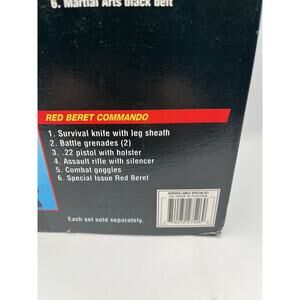 6. Martial Arts black belt
RED BERET COMMANDO
1. Survival knife with leg sheath
2. Battle grenades (2)
3. .22 pistol with holster
4. Assault rifle with silencer
5. Combat goggles
6. Special Issue Red Beret
Each set sold separately.
SURVEILLANCE SPECIALIST